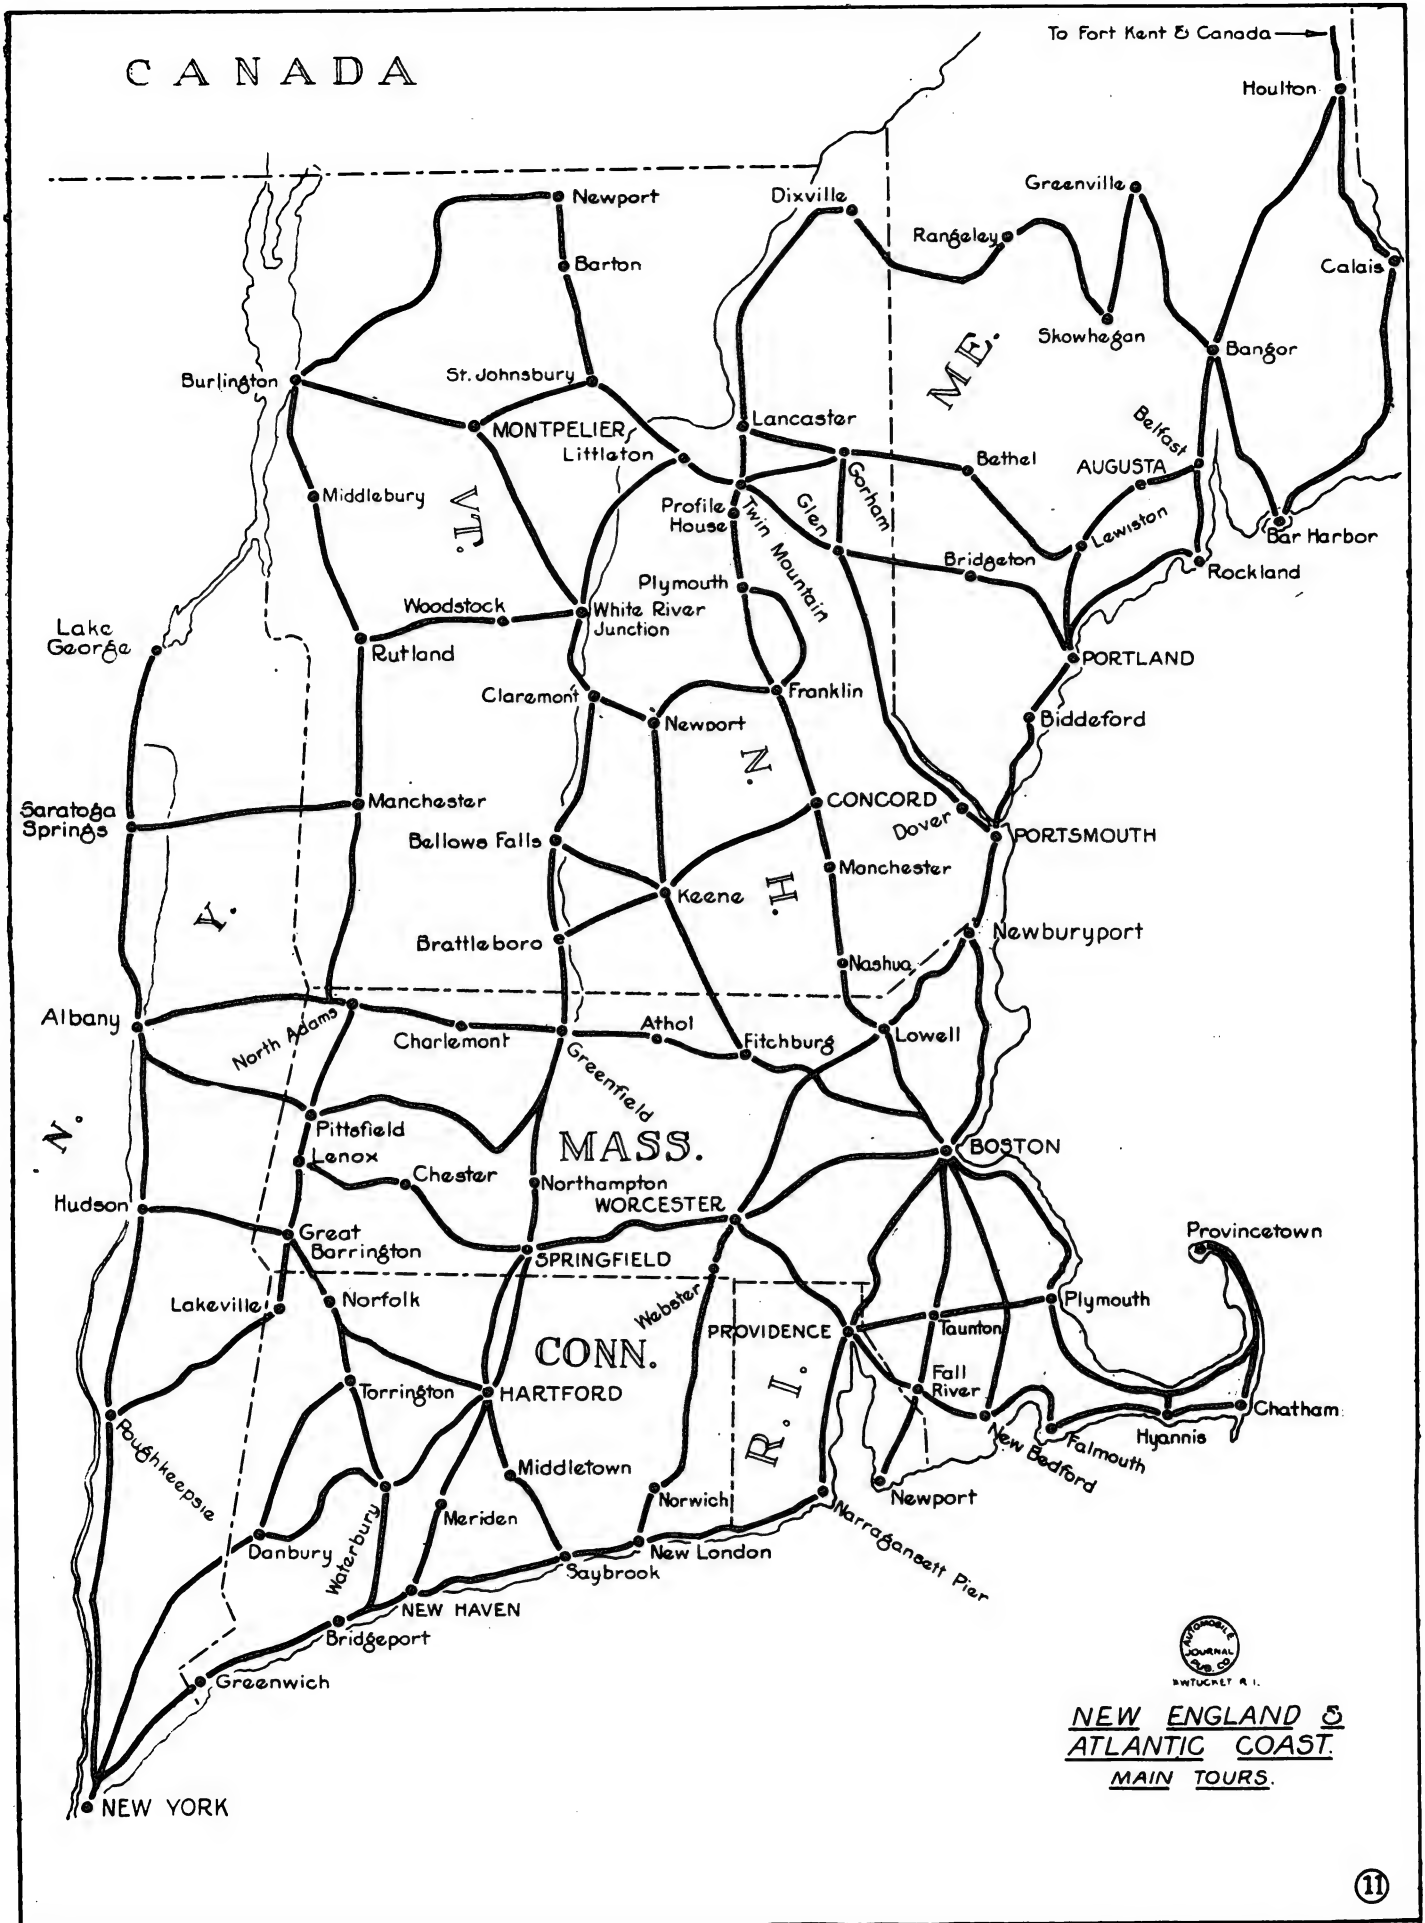 To Fort Kent & Canada
CANADA
Houlton
Newport
Dixville
Greenville
Rangeley
Barton
Calais
Skowhegan
ME.
Bangor
Burlington
St. Johnsbury
Lancaster
MONTPELIER
Littleton
Belfast
Bethel
AUGUSTA
Gorham
Middlebury
VT.
Profile
House
Glen
Twin Mountain
Lewiston
Bar Harbor
Bridgeton
Rockland
Plymouth
Woodstock
White River
Junction
Lake
George
Rutland
PORTLAND
Claremont
Franklin
Newport
Biddeford
N.
Manchester
CONCORD
Saratoga
Springs
Dover
PORTSMOUTH
Bellows Falls
Manchester
Keene
H.
Y.
Newburyport
Brattleboro
Nashua
Albany
North Adams
Charlemont
Athol
Fitchburg
Lowell
Greenfield
N.
Pittsfield
MASS.
BOSTON
Lenox
Chester
Northampton
WORCESTER
Hudson
Great
Barrington
SPRINGFIELD
Provincetown
Lakeville
Norfolk
Webster
Plymouth
PROVIDENCE
Taunton
CONN.
Fall
River
R. I.
Torrington
HARTFORD
Chatham
Poughkeepsie
Hyannis
Falmouth
New Bedford
Middletown
Norwich
Newport
Meriden
Narragansett Pier
Danbury
Waterbury
New London
Saybrook
NEW HAVEN
Bridgeport
Greenwich
NEW YORK
AUTOMOBILE
JOURNAL
PUB. CO.
AWTUCKET R I.
NEW ENGLAND &
ATLANTIC COAST.
MAIN TOURS.
11